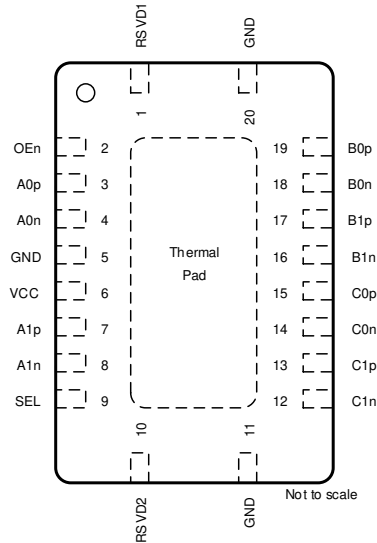 RSVD1 GND
1 20
OEn 2 19 B0p
A0p 3 18 B0n
A0n 4 17 B1p
GND 5 16 B1n
Thermal
Pad
VCC 6 15 C0p
A1p 7 14 C0n
A1n 8 13 C1p
SEL 9 12 C1n
10 11
RSVD2 GND
Not to scale